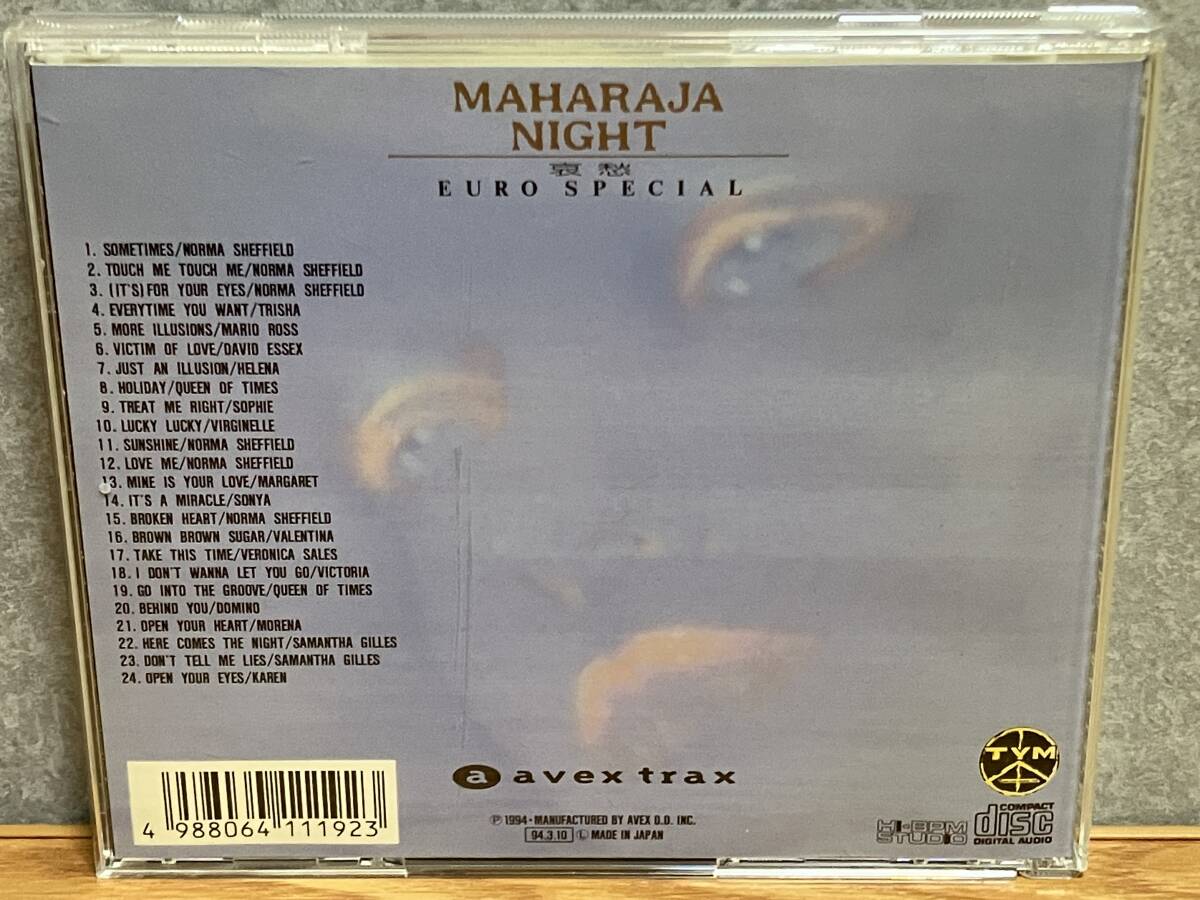 MAHARAJA
NIGHT
哀愁
EURO SPECIAL
1. SOMETIMES/NORMA SHEFFIELD
2. TOUCH ME TOUCH ME/NORMA SHEFFIELD
3. (IT'S) FOR YOUR EYES/NORMA SHEFFIELD
4. EVERYTIME YOU WANT/TRISHA
5. MORE ILLUSIONS/MARIO ROSS
6. VICTIM OF LOVE/DAVID ESSEX
7. JUST AN ILLUSION/HELENA
8. HOLIDAY/QUEEN OF TIMES
9. TREAT ME RIGHT/SOPHIE
10. LUCKY LUCKY/VIRGINELLE
11. SUNSHINE/NORMA SHEFFIELD
12. LOVE ME/NORMA SHEFFIELD
13. MINE IS YOUR LOVE/MARGARET
14. IT'S A MIRACLE/SONYA
15. BROKEN HEART/NORMA SHEFFIELD
16. BROWN BROWN SUGAR/VALENTINA
17. TAKE THIS TIME/VERONICA SALES
18. I DON'T WANNA LET YOU GO/VICTORIA
19. GO INTO THE GROOVE/QUEEN OF TIMES
20. BEHIND YOU/DOMINO
21. OPEN YOUR HEART/MORENA
22. HERE COMES THE NIGHT/SAMANTHA GILLES
23. DON'T TELL ME LIES/SAMANTHA GILLES
24. OPEN YOUR EYES/KAREN
4 988064 111923
a avex trax
Ⓟ 1994・MANUFACTURED BY AVEX D.D. INC.
94.3.10 Ⓛ MADE IN JAPAN
TYM
HI-BPM
STUDIO
COMPACT
disc
DIGITAL AUDIO